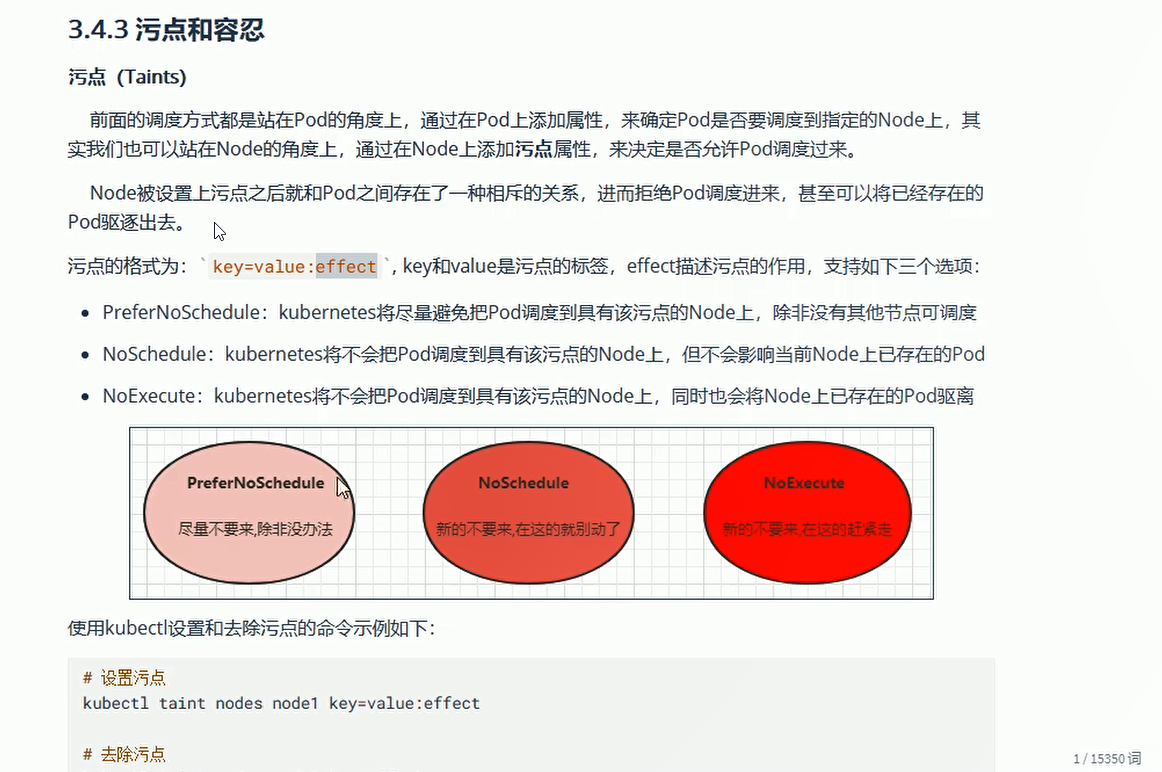 3.4.3 污点和容忍
污点（Taints)
前面的调度方式都是站在Pod的角度上，通过在Pod上添加属性，来确定Pod是否要调度到指定的Node上，其
实我们也可以站在Node的角度上，通过在Node上添加污点属性，来决定是否允许Pod调度过来。
Node被设置上污点之后就和Pod之间存在了一种相斥的关系，进而拒绝Pod调度进来，甚至可以将已经存在的
Pod驱逐出去。
污点的格式为：`key=value:effect`, key和value是污点的标签，effect描述污点的作用，支持如下三个选项：
• PreferNoSchedule：kubernetes将尽量避免把Pod调度到具有该污点的Node上，除非没有其他节点可调度
• NoSchedule：kubernetes将不会把Pod调度到具有该污点的Node上，但不会影响当前Node上已存在的Pod
• NoExecute：kubernetes将不会把Pod调度到具有该污点的Node上，同时也会将Node上已存在的Pod驱离
PreferNoSchedule
尽量不要来,除非没办法
NoSchedule
新的不要来,在这的就别动了
NoExecute
新的不要来,在这的赶紧走
使用kubectl设置和去除污点的命令示例如下：
# 设置污点
kubectl taint nodes node1 key=value:effect
# 去除污点
1 / 15350 词